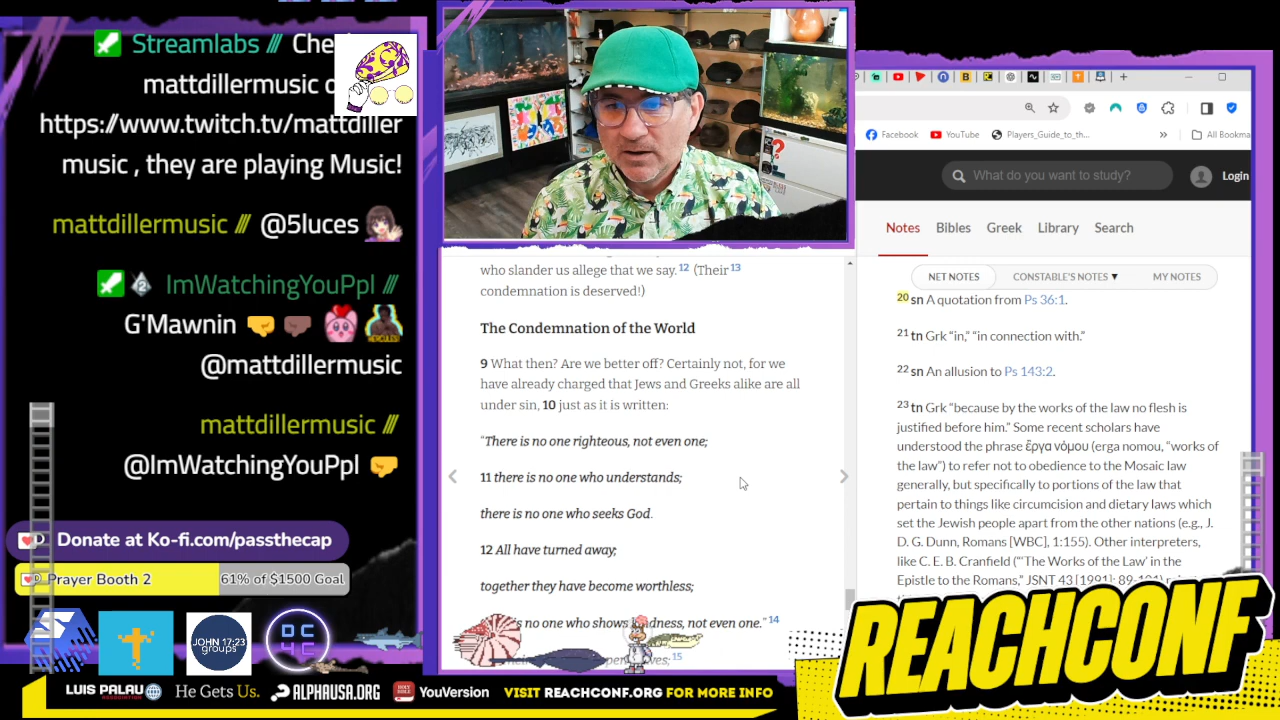 Streamlabs /// Che
mattdillermusic o
https://www.twitch.tv/mattdiller
music , they are playing Music!
mattdillermusic /// @5luces
ImWatchingYouPpl ///
G'Mawnin
@mattdillermusic
mattdillermusic ///
@ImWatchingYouPpl
Donate at Ko-fi.com/passthecap
Prayer Booth 2
61% of $1500 Goal
JOHN 17:23
groups
DC
4C
who slander us allege that we say. 12 (Their 13
condemnation is deserved!)
The Condemnation of the World
9 What then? Are we better off? Certainly not, for we
have already charged that Jews and Greeks alike are all
under sin, 10 just as it is written:
“There is no one righteous, not even one;
11 there is no one who understands;
there is no one who seeks God.
12 All have turned away;
together they have become worthless;
is no one who shows kindness, not even one.” 14
15
Facebook
YouTube
Players_Guide_to_th...
»
All Bookma
What do you want to study?
Login
Notes
Bibles
Greek
Library
Search
NET NOTES
CONSTABLE'S NOTES ▼
MY NOTES
20 sn A quotation from Ps 36:1.
21 tn Grk “in,” “in connection with.”
22 sn An allusion to Ps 143:2.
23 tn Grk “because by the works of the law no flesh is
justified before him.” Some recent scholars have
understood the phrase ἔργα νόμου (erga nomou, “works of
the law”) to refer not to obedience to the Mosaic law
generally, but specifically to portions of the law that
pertain to things like circumcision and dietary laws which
set the Jewish people apart from the other nations (e.g., J.
D. G. Dunn, Romans [WBC], 1:155). Other interpreters,
like C. E. B. Cranfield (“‘The Works of the Law’ in the
Epistle to the Romans,” JSNT 43 [1991]: 89-101)
REACHCONF
LUIS PALAU
ASSOCIATION
He Gets Us.
ALPHAUSA.ORG
HOLY BIBLE
YouVersion
VISIT REACHCONF.ORG FOR MORE INFO